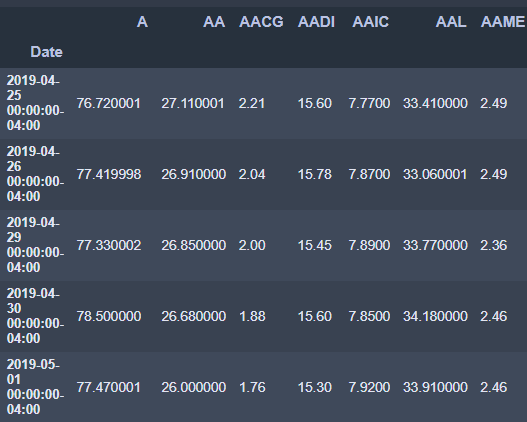 A AA AACG AADI AAIC AAL AAME
Date
2019-04-
25
00:00:00-
04:00 76.720001 27.110001 2.21 15.60 7.7700 33.410000 2.49
2019-04-
26
00:00:00-
04:00 77.419998 26.910000 2.04 15.78 7.8700 33.060001 2.49
2019-04-
29
00:00:00-
04:00 77.330002 26.850000 2.00 15.45 7.8900 33.770000 2.36
2019-04-
30
00:00:00-
04:00 78.500000 26.680000 1.88 15.60 7.8500 34.180000 2.46
2019-05-
01
00:00:00-
04:00 77.470001 26.000000 1.76 15.30 7.9200 33.910000 2.46